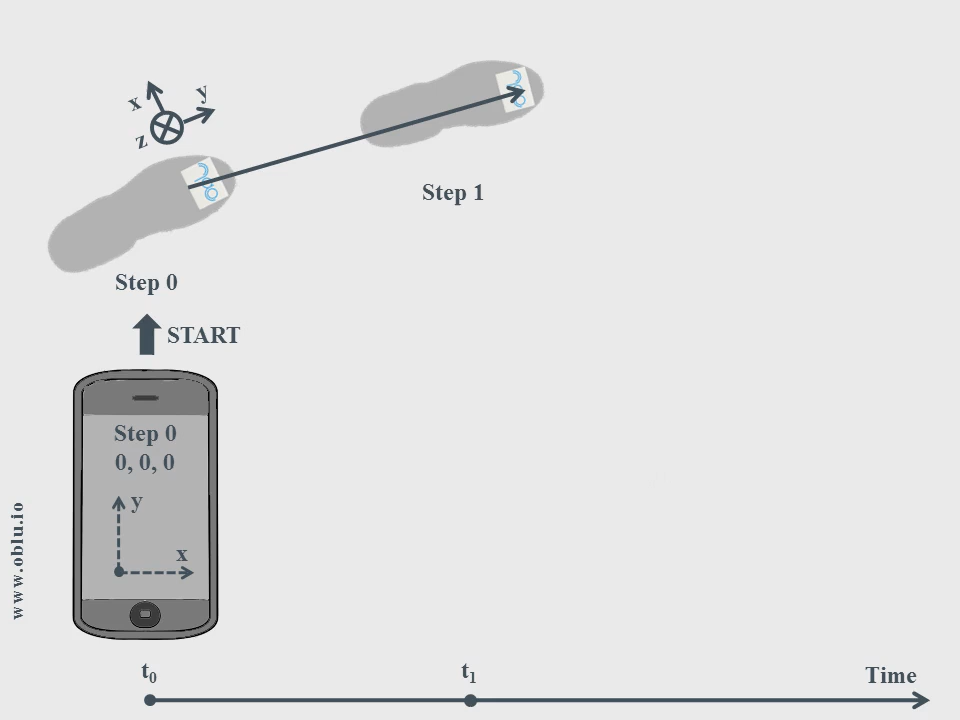 x
y
z
Step 1
Step 0
START
Step 0
0, 0, 0
y
x
www.oblu.io
t₀
t₁
Time